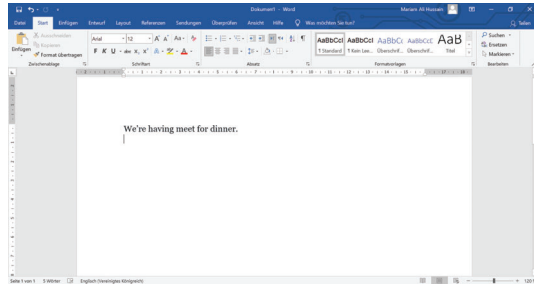 Dokument1 - Word
Mariam Ali Hussein
Datei Start Einfügen Entwurf Layout Referenzen Sendungen Überprüfen Ansicht Hilfe Was möchten Sie tun? Teilen
Einfügen
Ausschneiden
Kopieren
Format übertragen
Zwischenablage
Arial 12
F K U
Schriftart
Absatz
AaBbCcI AaBbCcI AaBbCc AaBbCcC AaB
¶ Standard ¶ Kein Lee... Überschrif... Überschrif... Titel
Formatvorlagen
Suchen
Ersetzen
Markieren
Bearbeiten
We're having meet for dinner.
Seite 1 von 1 5 Wörter Englisch (Vereinigtes Königreich)